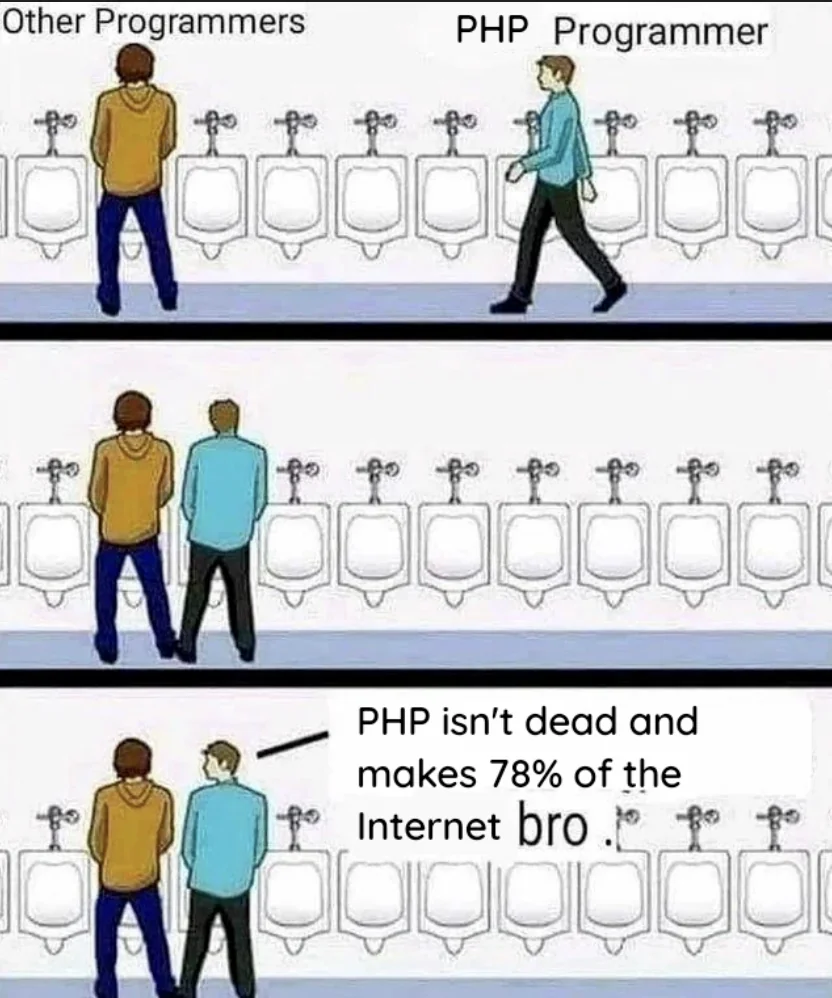 Other Programmers
PHP Programmer
PHP isn't dead and
makes 78% of the
Internet bro .